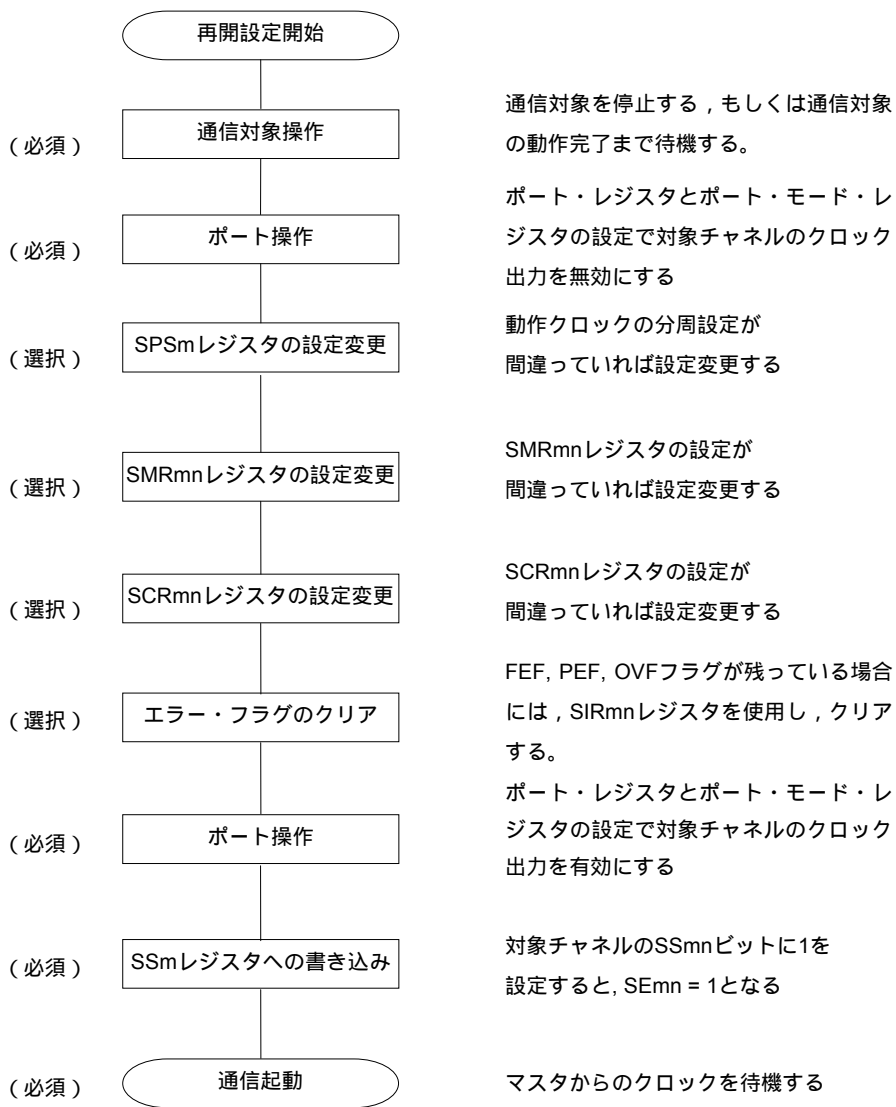 再開設定開始
（必須）
通信対象操作
通信対象を停止する，もしくは通信対象
の動作完了まで待機する。
（必須）
ポート操作
ポート・レジスタとポート・モード・レ
ジスタの設定で対象チャネルのクロック
出力を無効にする
（選択）
SPSmレジスタの設定変更
動作クロックの分周設定が
間違っていれば設定変更する
（選択）
SMRmnレジスタの設定変更
SMRmnレジスタの設定が
間違っていれば設定変更する
（選択）
SCRmnレジスタの設定変更
SCRmnレジスタの設定が
間違っていれば設定変更する
（選択）
エラー・フラグのクリア
FEF, PEF, OVFフラグが残っている場合
には，SIRmnレジスタを使用し，クリア
する。
（必須）
ポート操作
ポート・レジスタとポート・モード・レ
ジスタの設定で対象チャネルのクロック
出力を有効にする
（必須）
SSmレジスタへの書き込み
対象チャネルのSSmnビットに1を
設定すると, SEmn = 1となる
（必須）
通信起動
マスタからのクロックを待機する